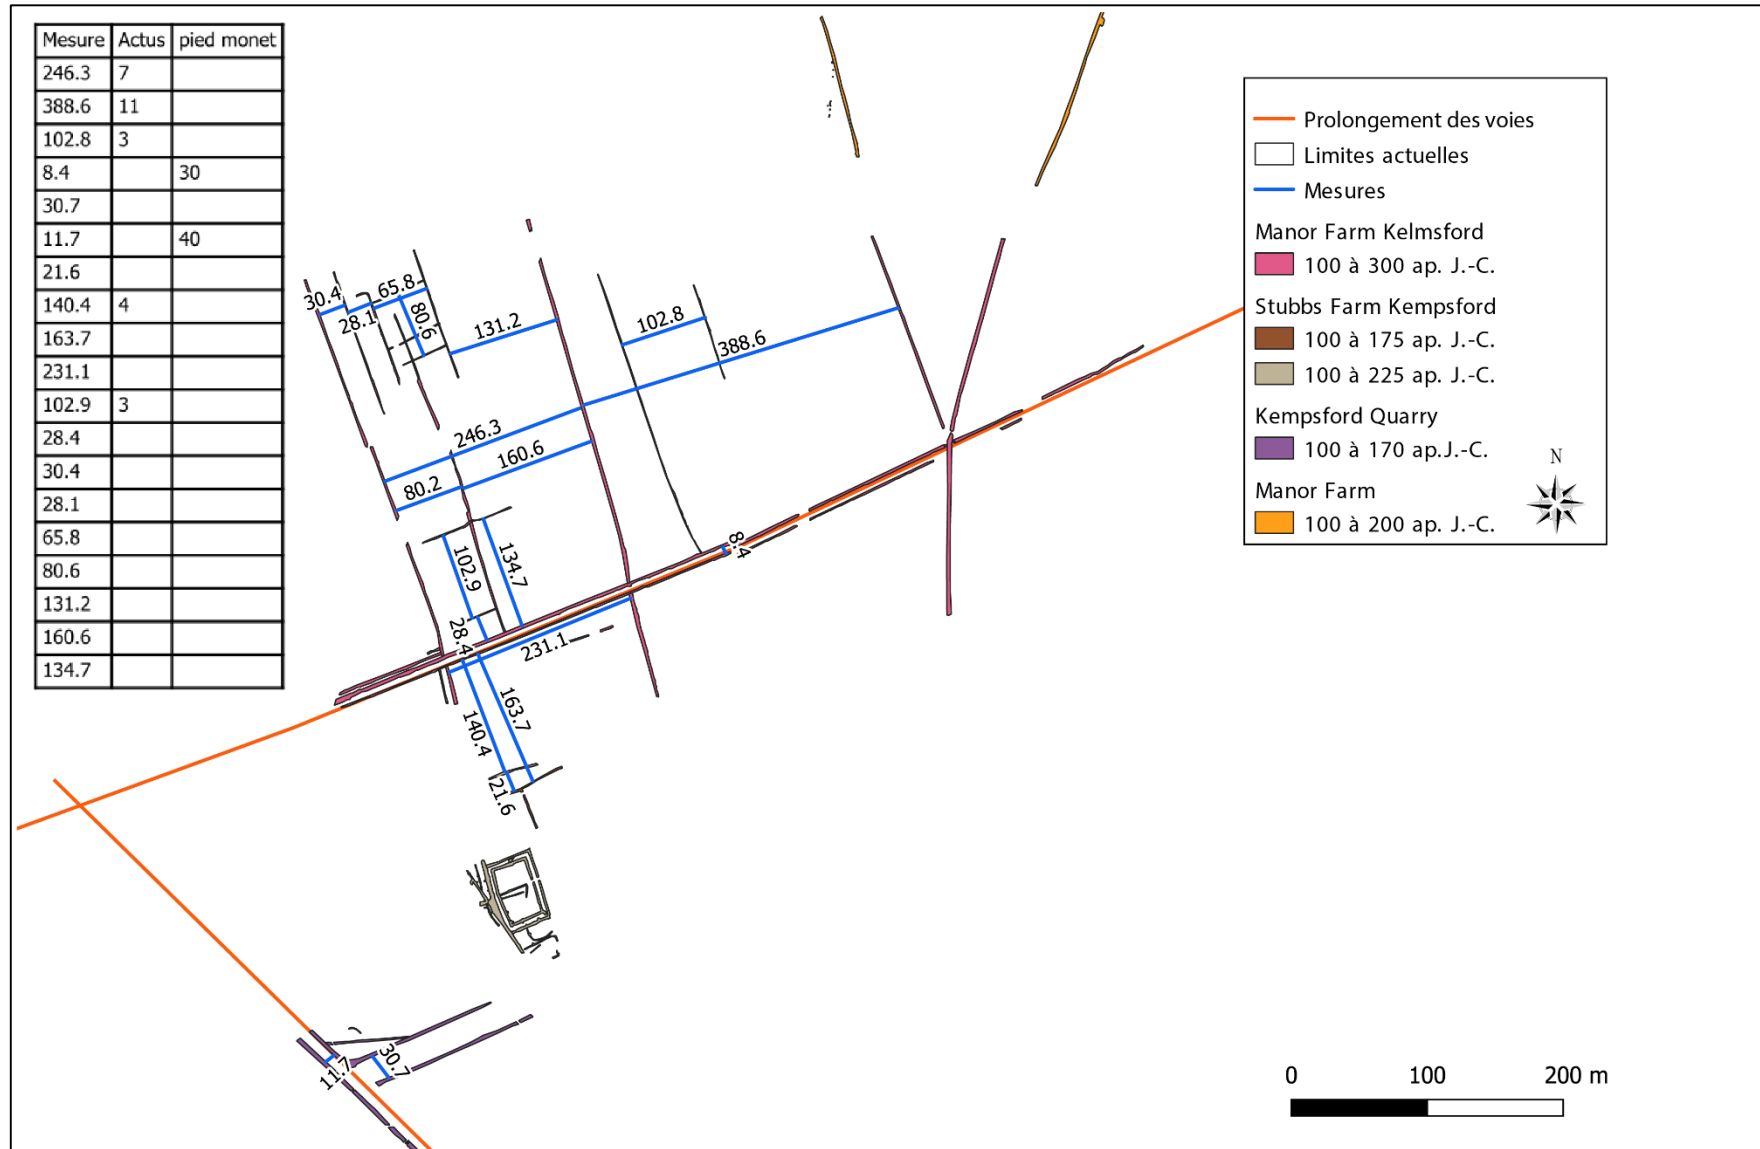 Mesure Actus pied monet
246.3 7
388.6 11
102.8 3
8.4 30
30.7
11.7 40
21.6
140.4 4
163.7
231.1
102.9 3
28.4
30.4
28.1
65.8
80.6
131.2
160.6
134.7
Prolongement des voies
Limites actuelles
Mesures
Manor Farm Kelmsford
100 à 300 ap. J.-C.
Stubbs Farm Kempsford
100 à 175 ap. J.-C.
100 à 225 ap. J.-C.
Kempsford Quarry
100 à 170 ap.J.-C.
Manor Farm
100 à 200 ap. J.-C.
N
30.4
28.1
65.8
80.6
131.2
102.8
388.6
246.3
160.6
80.2
102.9
134.7
8.4
28.4
231.1
140.4
163.7
21.6
11.7
30.7
0 100 200 m